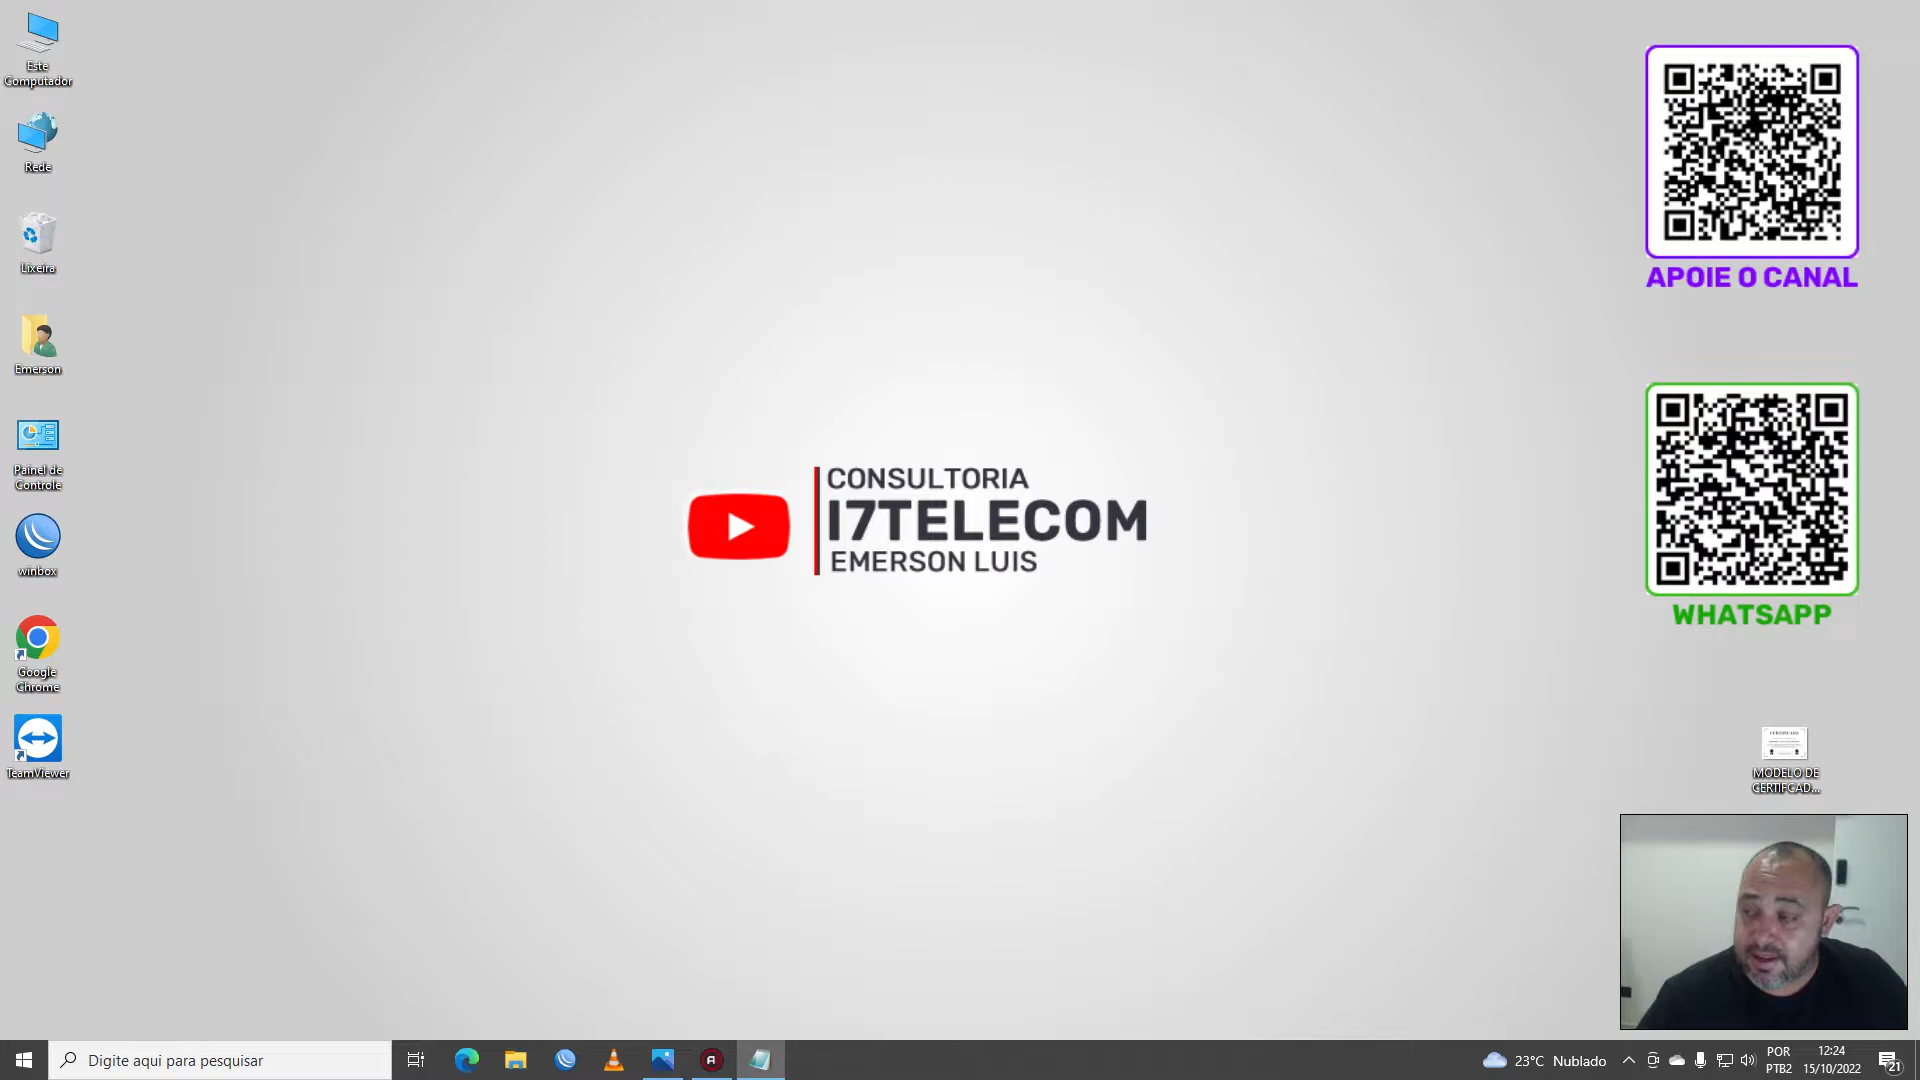 Este
Computador
Rede
Lixeira
Emerson
Painel de
Controle
winbox
Google
Chrome
TeamViewer
CONSULTORIA
I7TELECOM
EMERSON LUIS
APOIE O CANAL
WHATSAPP
CERTIFICADO
MODELO DE
CERTIFCAD...
Digite aqui para pesquisar
23°C Nublado
POR
PTB2
12:24
15/10/2022
21